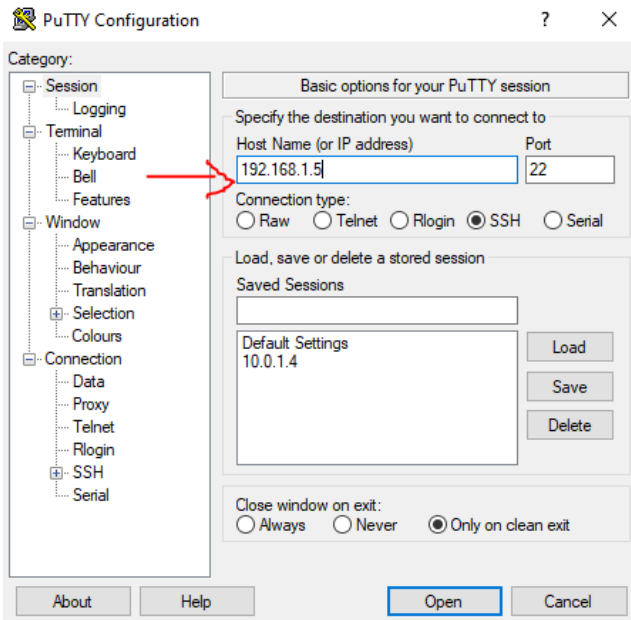 PuTTY Configuration
?
Category:
Session
Logging
Terminal
Keyboard
Bell
Features
Window
Appearance
Behaviour
Translation
Selection
Colours
Connection
Data
Proxy
Telnet
Rlogin
SSH
Serial
Basic options for your PuTTY session
Specify the destination you want to connect to
Host Name (or IP address) Port
192.168.1.5 22
Connection type:
Raw Telnet Rlogin SSH Serial
Load, save or delete a stored session
Saved Sessions
Default Settings
10.0.1.4
Load
Save
Delete
Close window on exit:
Always Never Only on clean exit
About Help Open Cancel